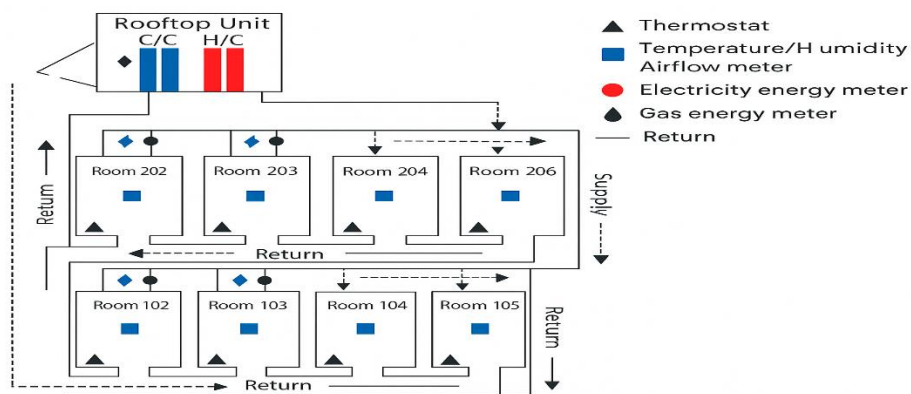 Rooftop Unit
C/C H/C
Thermostat
Temperature/H umidity
Airflow meter
Electricity energy meter
Gas energy meter
Return
Return
Room 202
Room 203
Room 204
Room 206
Supply
Return
Room 102
Room 103
Room 104
Room 105
Return
Return